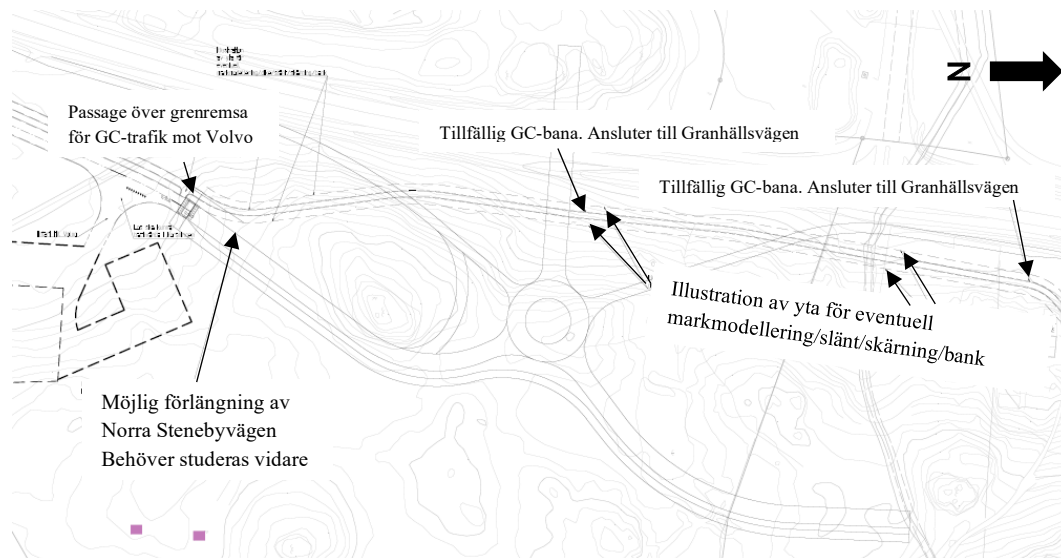 N
Passage över grenremsa
för GC-trafik mot Volvo
Tillfällig GC-bana. Ansluter till Granhällsvägen
Tillfällig GC-bana. Ansluter till Granhällsvägen
Illustration av yta för eventuell
markmodellering/slänt/skärning/bank
Möjlig förlängning av
Norra Stenebyvägen
Behöver studeras vidare